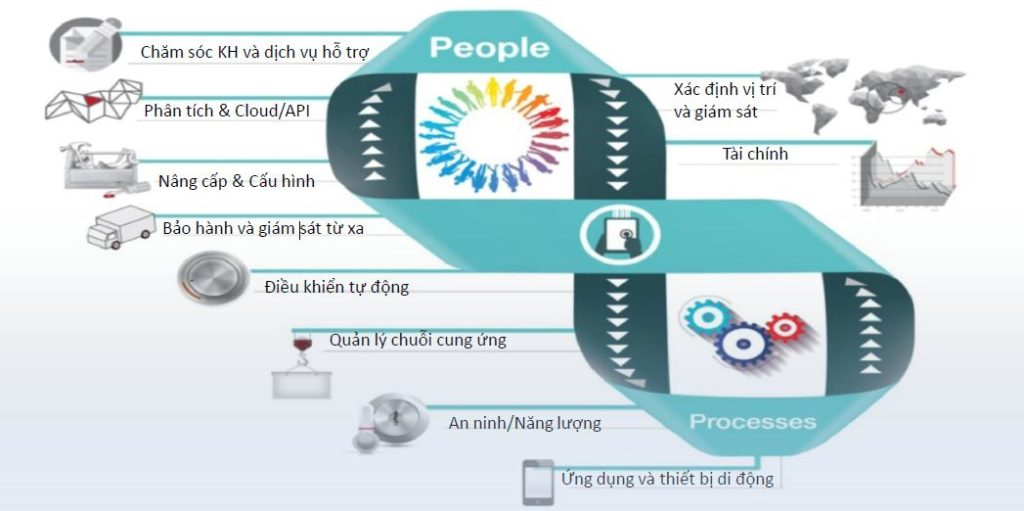 People
Chăm sóc KH và dịch vụ hỗ trợ
Xác định vị trí
và giám sát
Phân tích & Cloud/API
Tài chính
Nâng cấp & Cấu hình
Bảo hành và giám sát từ xa
Điều khiển tự động
Quản lý chuỗi cung ứng
An ninh/Năng lượng
Processes
Ứng dụng và thiết bị di động